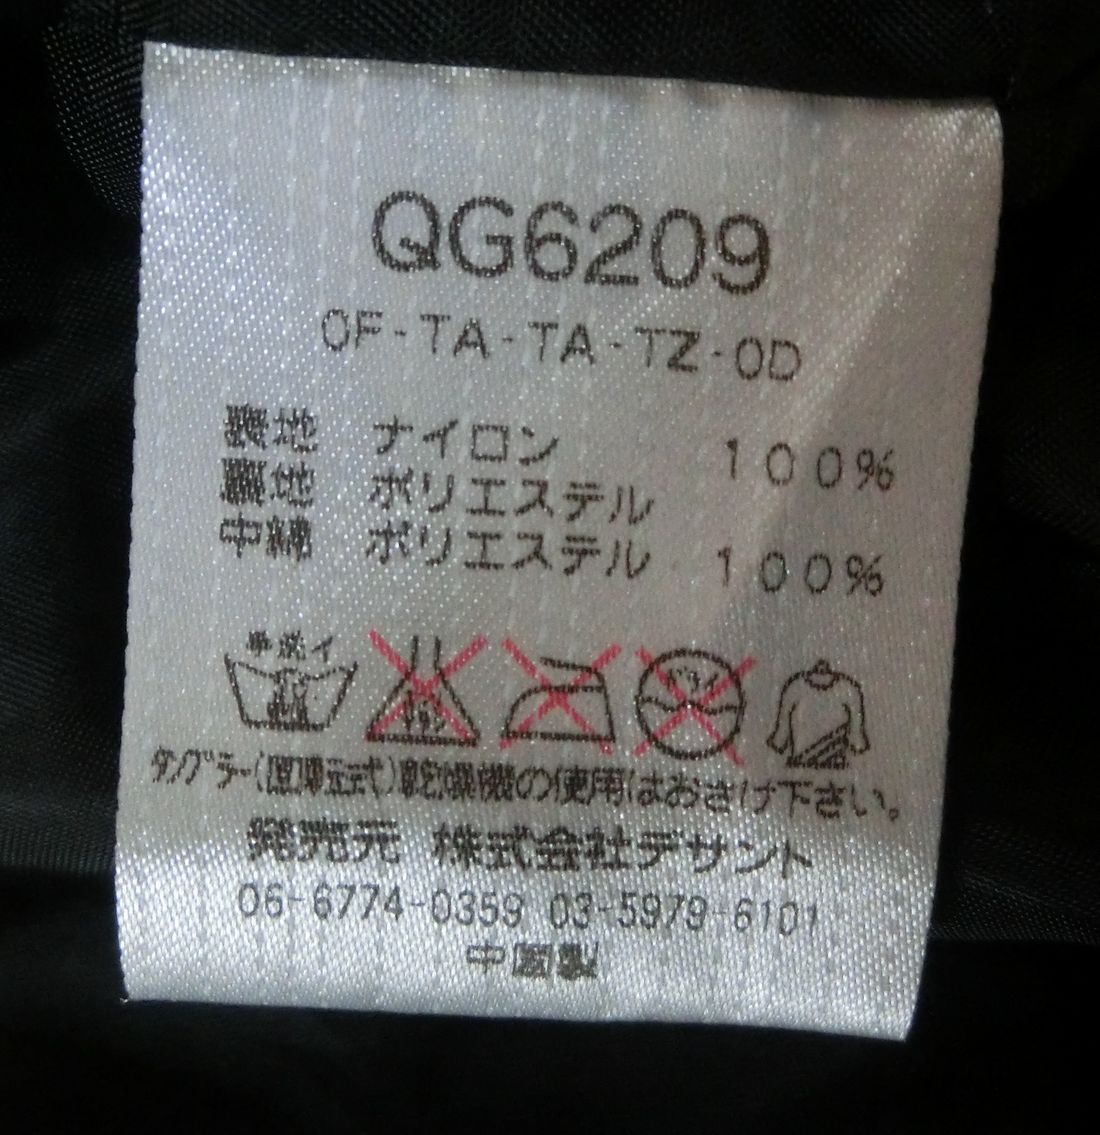 QG6209
0F-TA-TA-TZ-0D
表地 ナイロン 100%
裏地 ポリエステル
中綿 ポリエステル 100%
手洗イ
ドライ
タンブラー(回転式)乾燥機の使用はおさけ下さい。
発売元 株式会社デサント
06-6774-0359 03-5979-6101
中国製